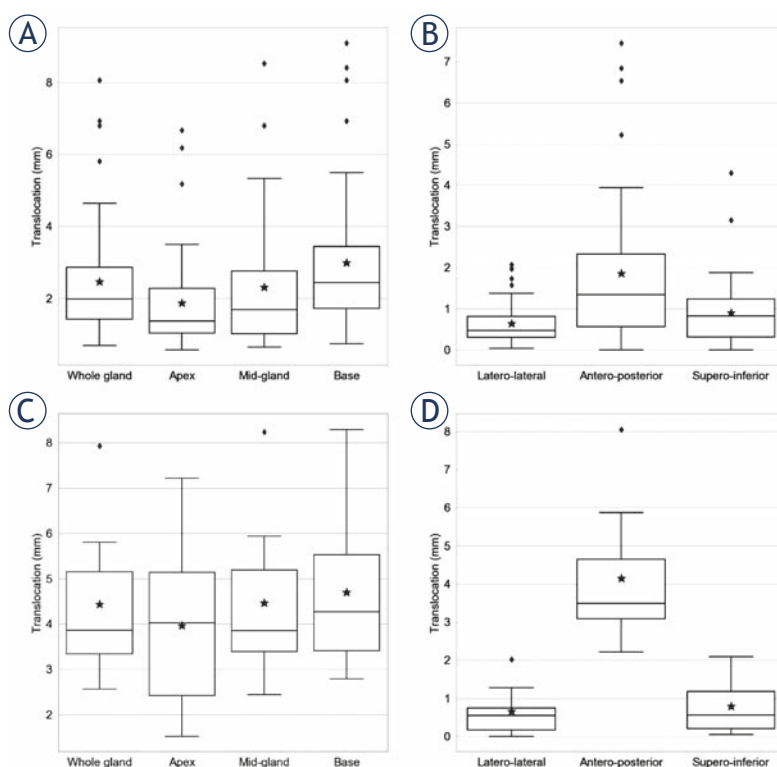 A
Translocation (mm)
8
6
4
2
Whole gland Apex Mid-gland Base
B
Translocation (mm)
7
6
5
4
3
2
1
0
Latero-lateral Antero-posterior Supero-inferior
C
Translocation (mm)
8
7
6
5
4
3
2
Whole gland Apex Mid-gland Base
D
Translocation (mm)
8
7
6
5
4
3
2
1
0
Latero-lateral Antero-posterior Supero-inferior